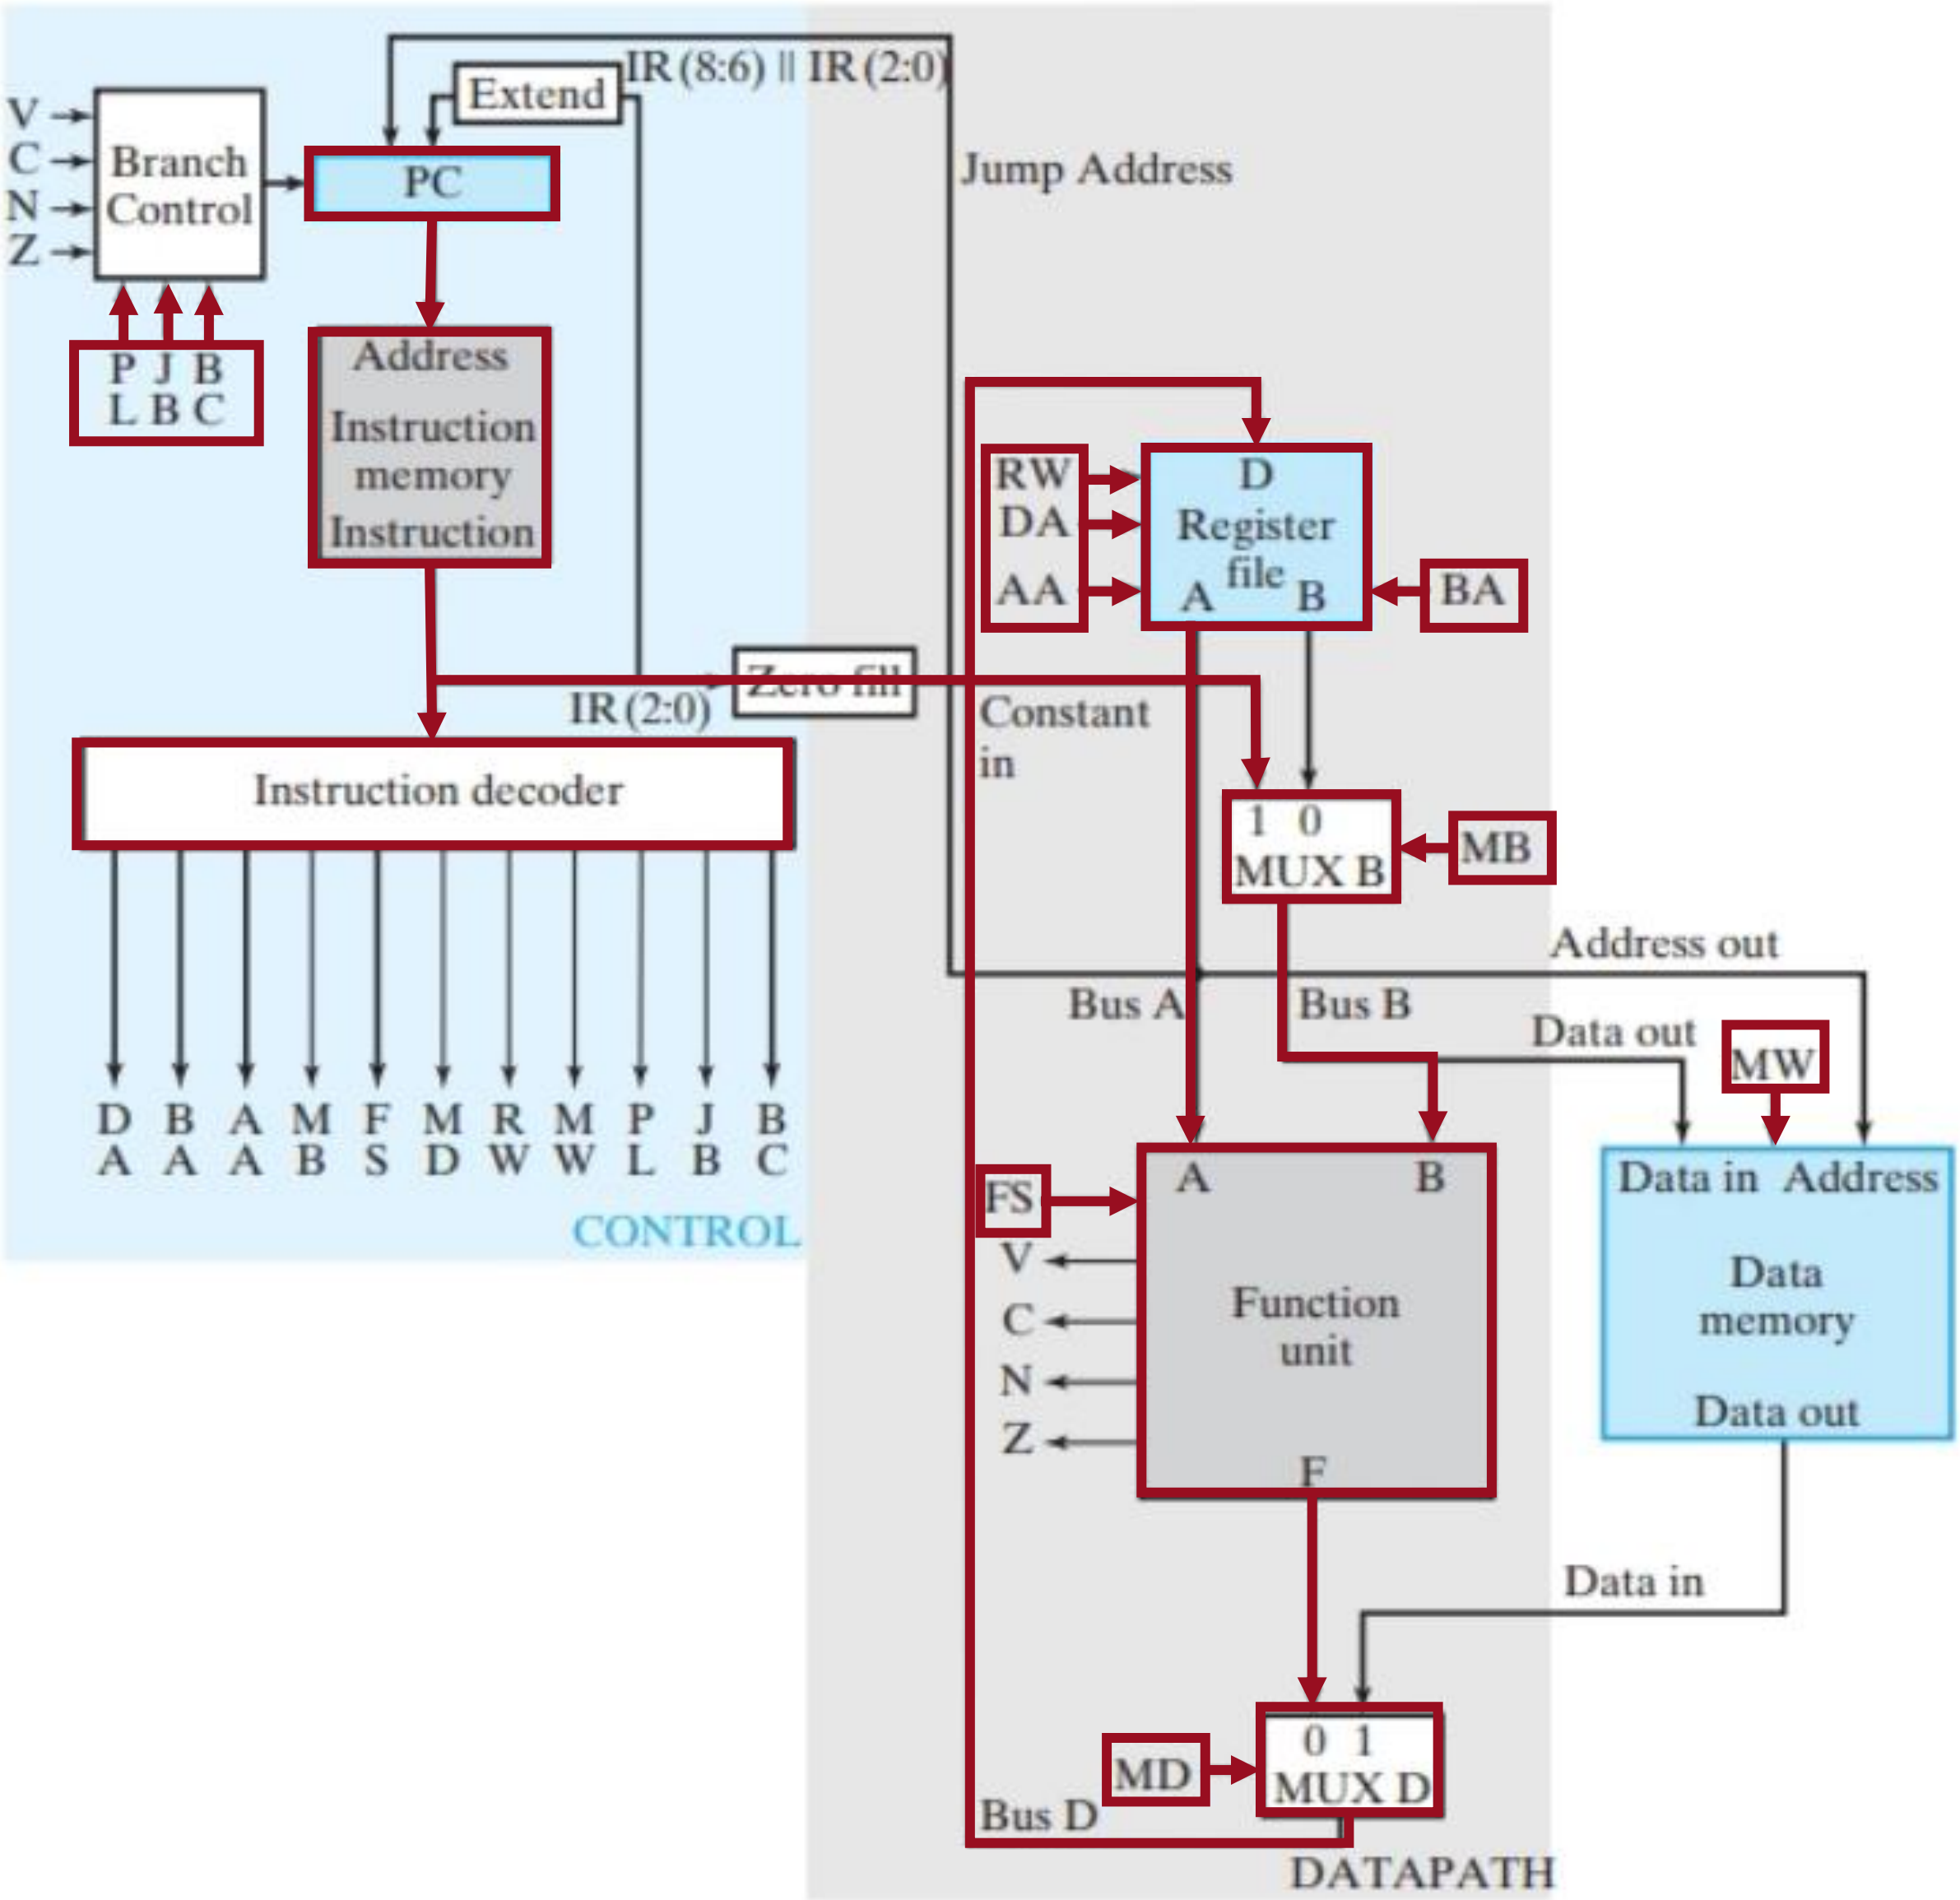 IR(8:6) || IR(2:0)
Extend
V
C
N
Z
Branch
Control
PC
Jump Address
P J B
L B C
Address
Instruction
memory
Instruction
RW
DA
AA
D
Register
file
A B
BA
IR(2:0)
Zero fill
Constant
in
Instruction decoder
1 0
MUX B
MB
Address out
Bus A
Bus B
Data out
MW
D B A M F M R M P J B
A A A B S D W W L B C
CONTROL
FS
V
C
N
Z
A B
Function
unit
F
Data in Address
Data
memory
Data out
Data in
MD
0 1
MUX D
Bus D
DATAPATH